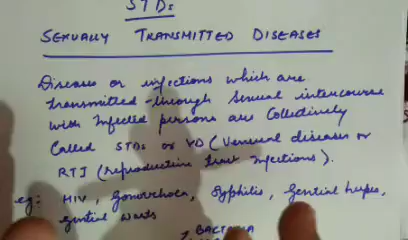 STDs
SEXUALLY TRANSMITTED DISEASES
Diseases or infections which are
transmitted through Sexual intercourse
with Infected persons are Collectively
Called STDs or VD (Venereal diseases or
RTI (reproductive tract infections).
eg: HIV, Gonorrhoea, Syphilis, Genital herpes,
Genital warts
BACTERIA